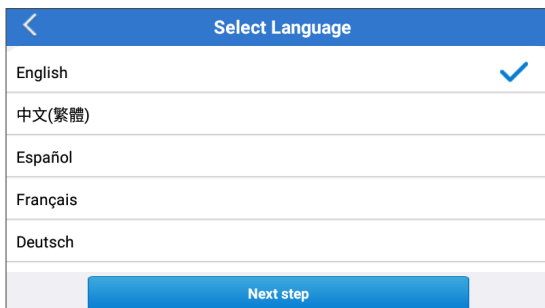 Select Language
English
中文(繁體)
Español
Français
Deutsch
Next step